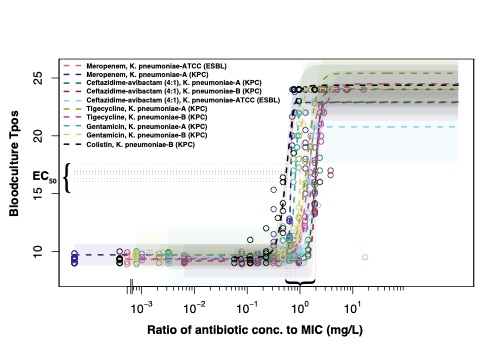 Meropenem, K. pneumoniae-ATCC (ESBL)
Meropenem, K. pneumoniae-A (KPC)
Ceftazidime-avibactam (4:1), K. pneumoniae-A (KPC)
Ceftazidime-avibactam (4:1), K. pneumoniae-B (KPC)
Ceftazidime-avibactam (4:1), K. pneumoniae-ATCC (ESBL)
Tigecycline, K. pneumoniae-A (KPC)
Tigecycline, K. pneumoniae-B (KPC)
Gentamicin, K. pneumoniae-A (KPC)
Gentamicin, K. pneumoniae-B (KPC)
Colistin, K. pneumoniae-B (KPC)
25
20
15
10
Bloodculture Tpos
EC50
10⁻³ 10⁻² 10⁻¹ 10⁰ 10¹
Ratio of antibiotic conc. to MIC (mg/L)